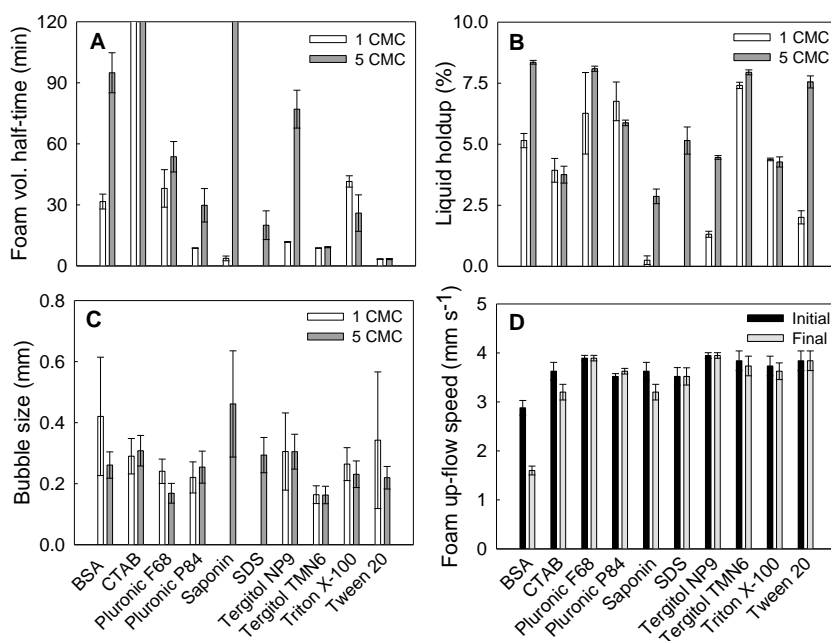 A
Foam vol. half-time (min)
120
90
60
30
0
1 CMC
5 CMC
B
Liquid holdup (%)
10.0
7.5
5.0
2.5
0.0
1 CMC
5 CMC
C
Bubble size (mm)
0.8
0.6
0.4
0.2
0.0
1 CMC
5 CMC
BSA
CTAB
Pluronic F68
Pluronic P84
Saponin
SDS
Tergitol NP9
Tergitol TMN6
Triton X-100
Tween 20
D
Foam up-flow speed (mm s-1)
5
4
3
2
1
0
Initial
Final
BSA
CTAB
Pluronic F68
Pluronic P84
Saponin
SDS
Tergitol NP9
Tergitol TMN6
Triton X-100
Tween 20